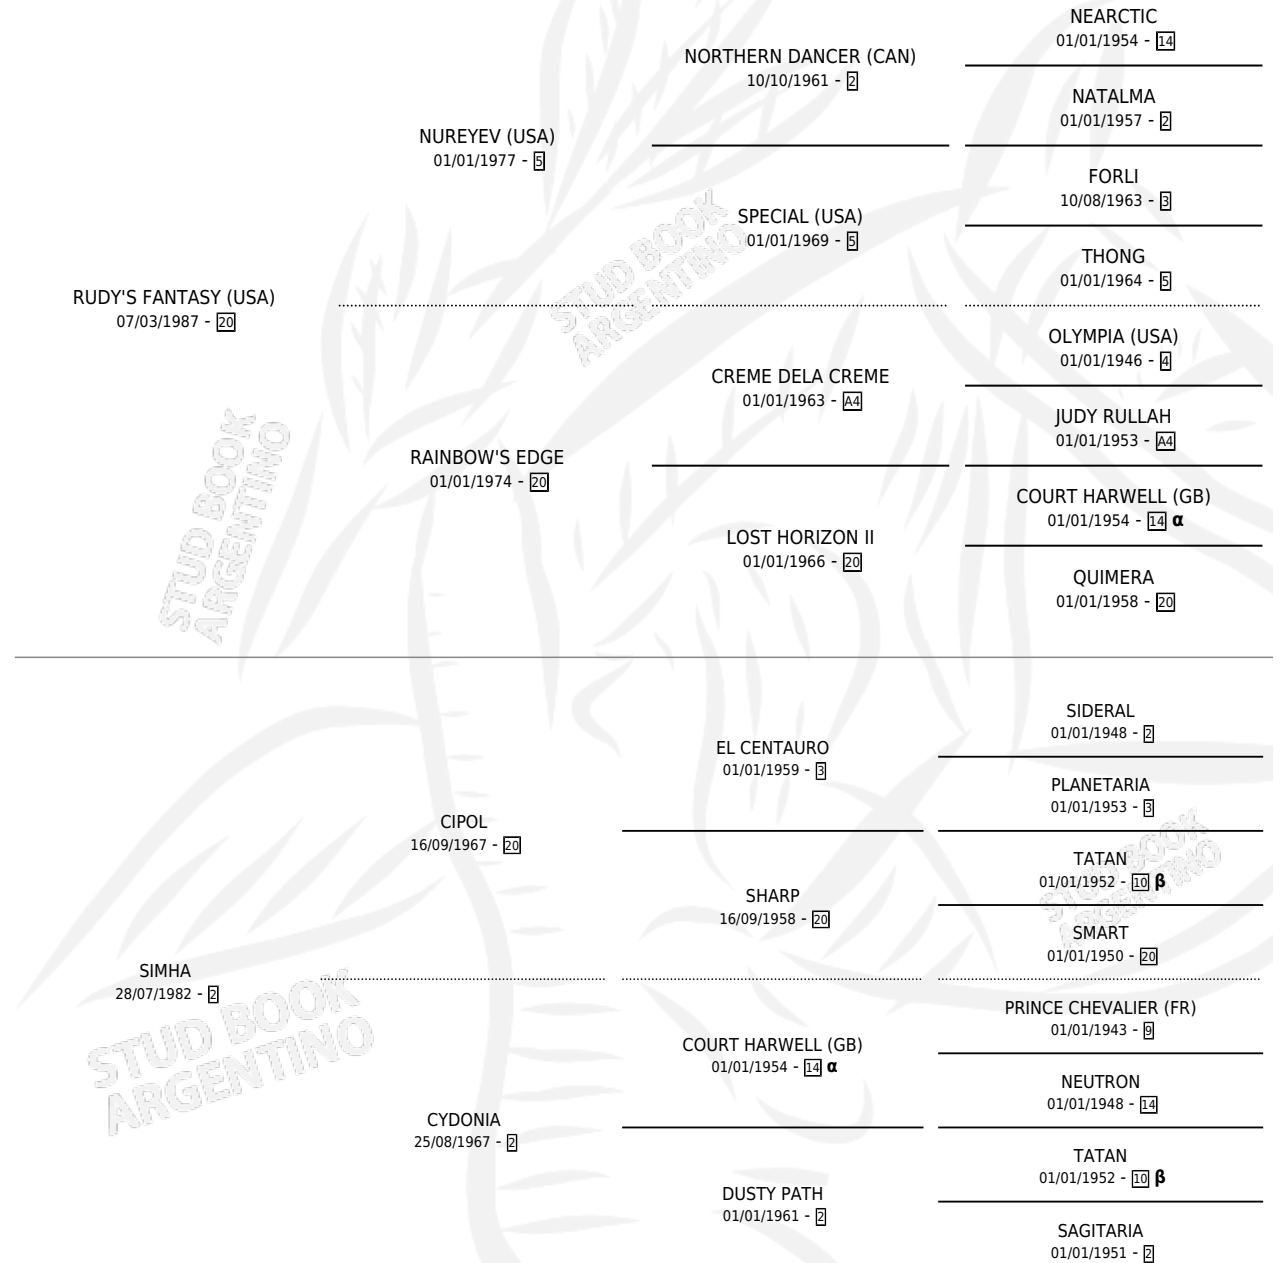 NEARCTIC
01/01/1954 - 14
NORTHERN DANCER (CAN)
10/10/1961 - 2
NATALMA
01/01/1957 - 2
NUREYEV (USA)
01/01/1977 - 5
FORLI
10/08/1963 - 3
SPECIAL (USA)
01/01/1969 - 5
THONG
01/01/1964 - 5
RUDY'S FANTASY (USA)
07/03/1987 - 20
OLYMPIA (USA)
01/01/1946 - 4
CREME DELA CREME
01/01/1963 - A4
JUDY RULLAH
01/01/1953 - A4
RAINBOW'S EDGE
01/01/1974 - 20
COURT HARWELL (GB)
01/01/1954 - 14 α
LOST HORIZON II
01/01/1966 - 20
QUIMERA
01/01/1958 - 20
SIDERAL
01/01/1948 - 2
EL CENTAURO
01/01/1959 - 3
PLANETARIA
01/01/1953 - 3
CIPOL
16/09/1967 - 20
TATAN
01/01/1952 - 10 β
SHARP
16/09/1958 - 20
SMART
01/01/1950 - 20
SIMHA
28/07/1982 - 2
PRINCE CHEVALIER (FR)
01/01/1943 - 9
COURT HARWELL (GB)
01/01/1954 - 14 α
NEUTRON
01/01/1948 - 14
CYDONIA
25/08/1967 - 2
TATAN
01/01/1952 - 10 β
DUSTY PATH
01/01/1961 - 2
SAGITARIA
01/01/1951 - 2
STUD BOOK
ARGENTINO
STUD BOOK
ARGENTINO
STUD BOOK
ARGENTINO
STUD BOOK
ARGENTINO